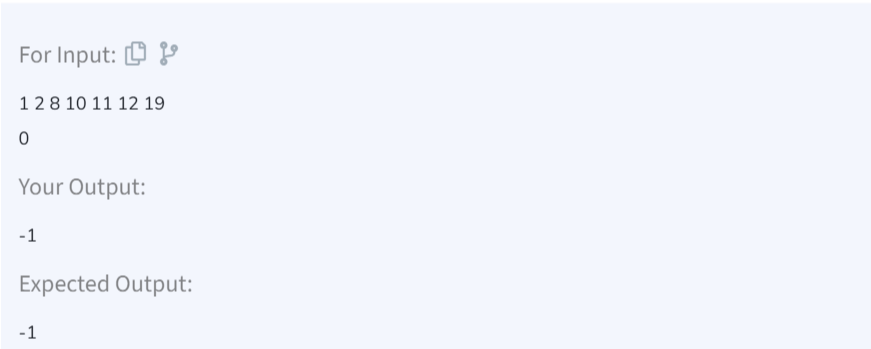 For Input:
1 2 8 10 11 12 19
0
Your Output:
-1
Expected Output:
-1